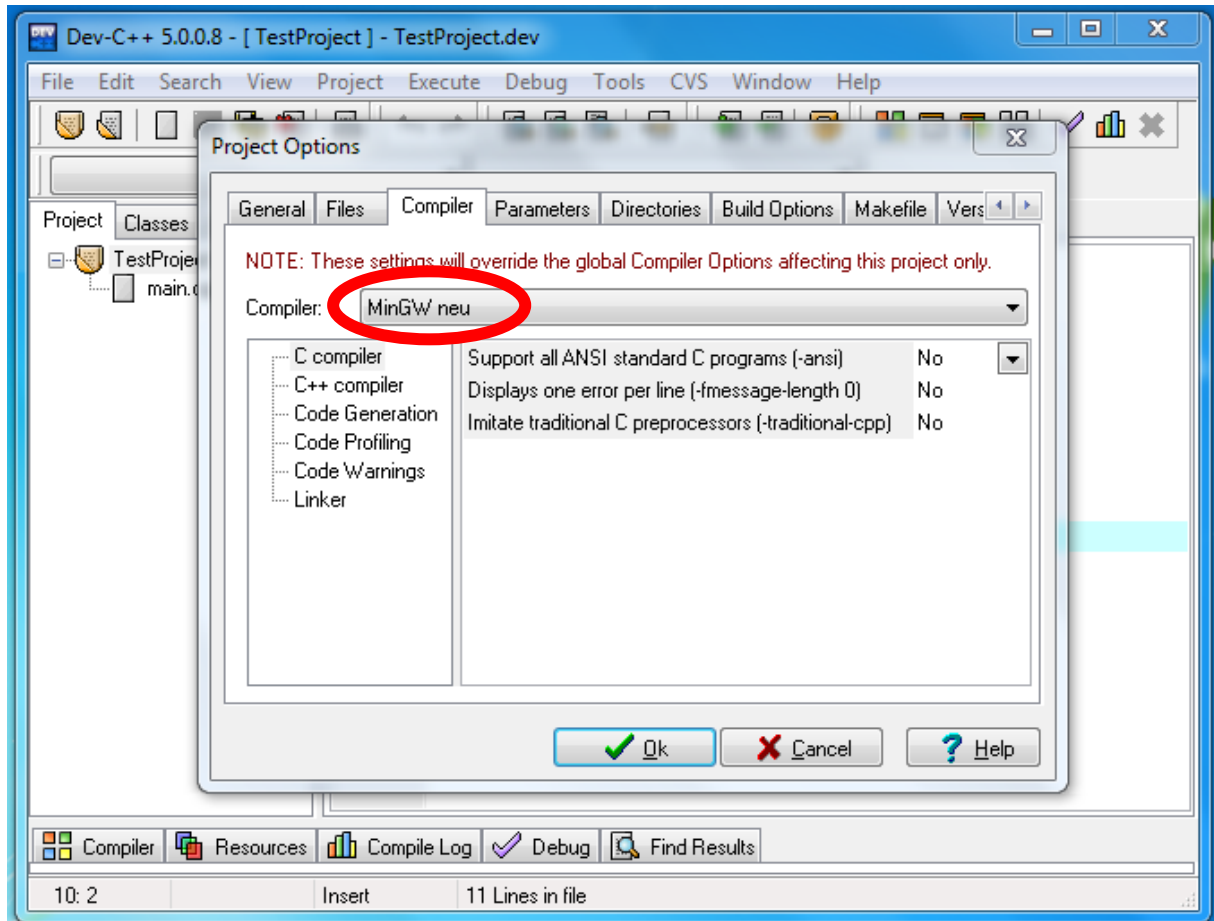 Dev-C++ 5.0.0.8 - [ TestProject ] - TestProject.dev
File Edit Search View Project Execute Debug Tools CVS Window Help
Project Options
General Files Compiler Parameters Directories Build Options Makefile Vers
Project Classes
NOTE: These settings will override the global Compiler Options affecting this project only.
TestProje
main.c
Compiler: MinGW neu
C compiler
C++ compiler
Code Generation
Code Profiling
Code Warnings
Linker
Support all ANSI standard C programs (-ansi) No
Displays one error per line (-fmessage-length 0) No
Imitate traditional C preprocessors (-traditional-cpp) No
Ok Cancel Help
Compiler Resources Compile Log Debug Find Results
10: 2 Insert 11 Lines in file